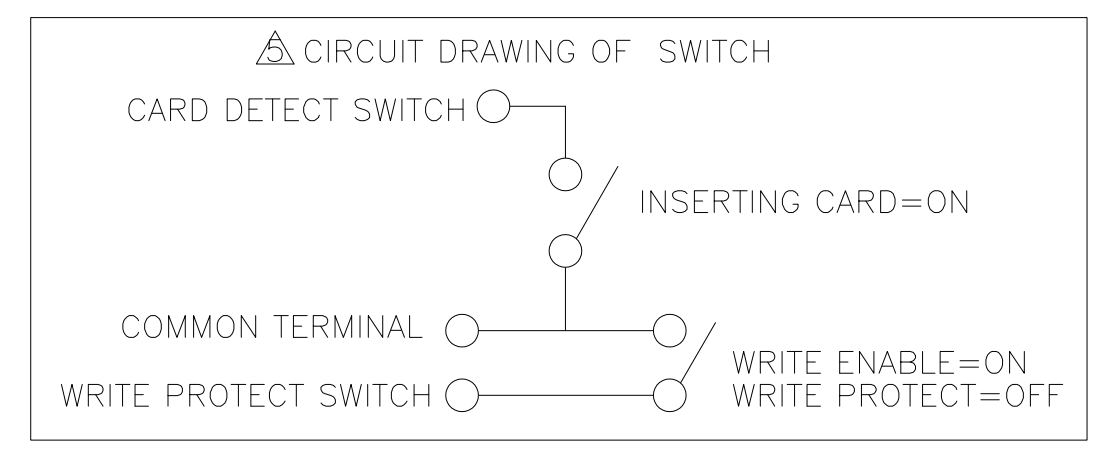 5 CIRCUIT DRAWING OF SWITCH
CARD DETECT SWITCH
INSERTING CARD=ON
COMMON TERMINAL
WRITE ENABLE=ON
WRITE PROTECT SWITCH
WRITE PROTECT=OFF